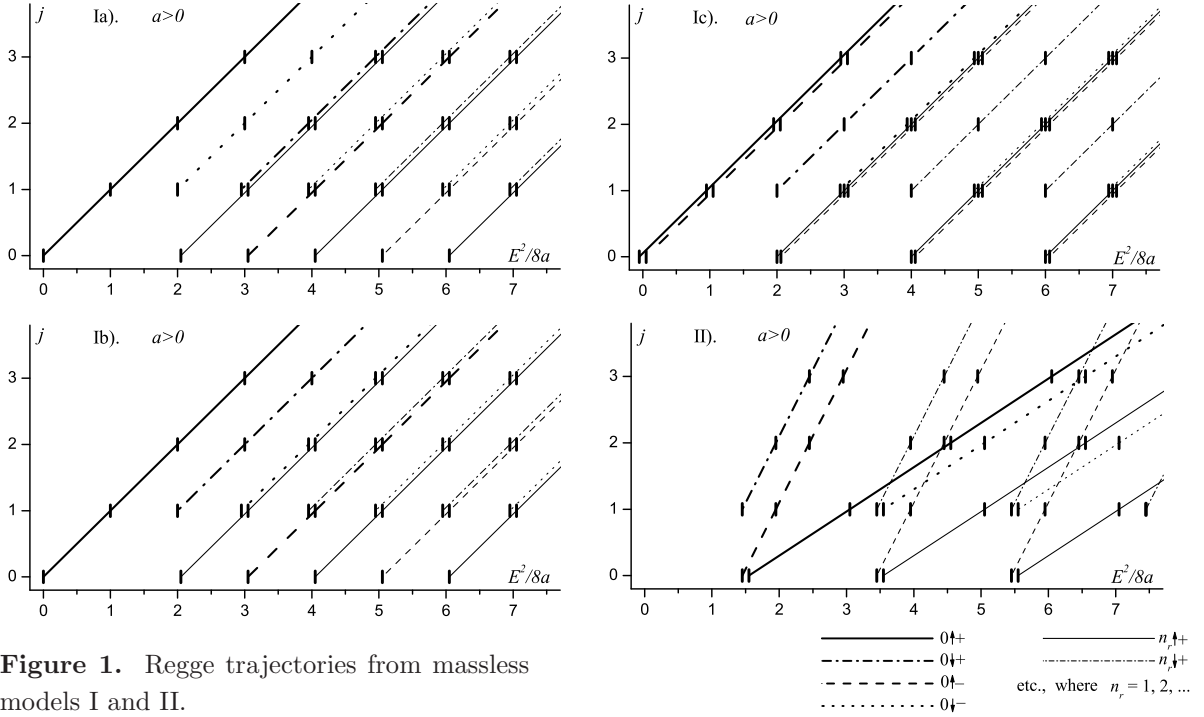 j Ia). a>0
3
2
1
0
E²/8a
0 1 2 3 4 5 6 7
j Ic). a>0
3
2
1
0
E²/8a
0 1 2 3 4 5 6 7
j Ib). a>0
3
2
1
0
E²/8a
0 1 2 3 4 5 6 7
j II). a>0
3
2
1
0
E²/8a
0 1 2 3 4 5 6 7
0↑+
0↓+
0↑−
0↓−
nᵣ↑+
nᵣ↓+
etc., where nᵣ = 1, 2, ...
Figure 1. Regge trajectories from massless
models I and II.